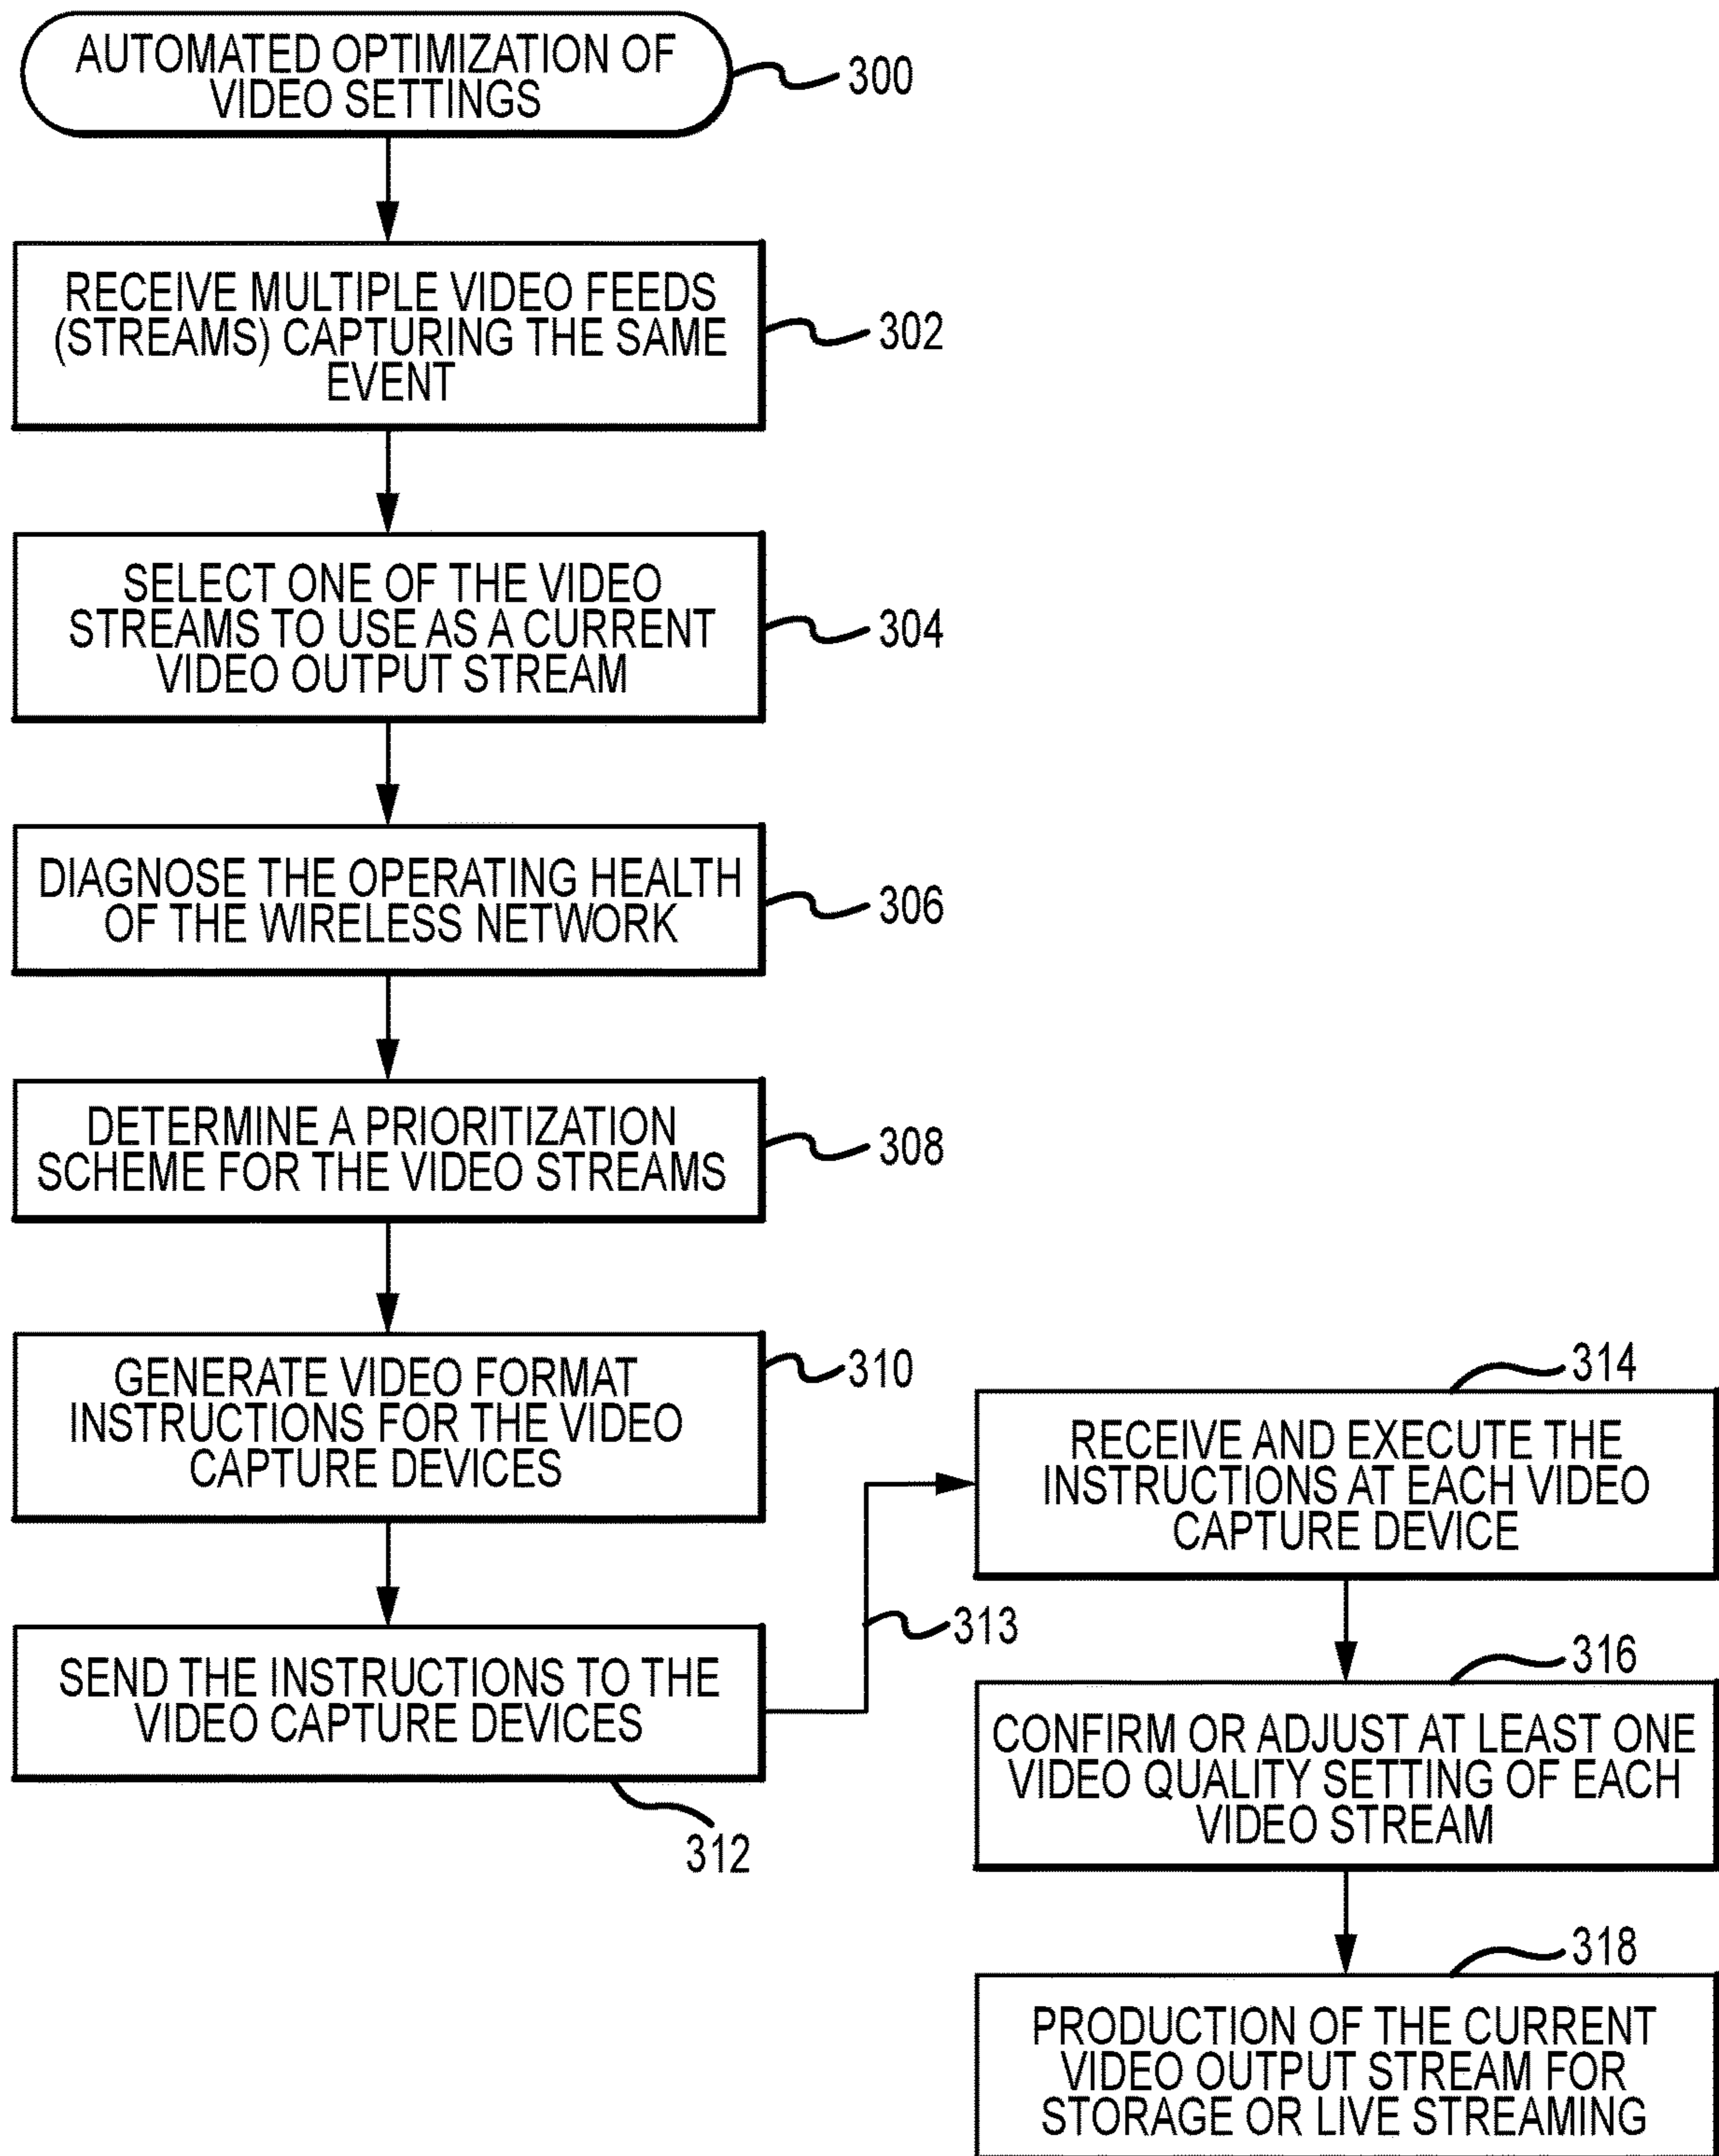 AUTOMATED OPTIMIZATION OF
VIDEO SETTINGS
300
RECEIVE MULTIPLE VIDEO FEEDS
(STREAMS) CAPTURING THE SAME
EVENT
302
SELECT ONE OF THE VIDEO
STREAMS TO USE AS A CURRENT
VIDEO OUTPUT STREAM
304
DIAGNOSE THE OPERATING HEALTH
OF THE WIRELESS NETWORK
306
DETERMINE A PRIORITIZATION
SCHEME FOR THE VIDEO STREAMS
308
GENERATE VIDEO FORMAT
INSTRUCTIONS FOR THE VIDEO
CAPTURE DEVICES
310
SEND THE INSTRUCTIONS TO THE
VIDEO CAPTURE DEVICES
312
313
314
RECEIVE AND EXECUTE THE
INSTRUCTIONS AT EACH VIDEO
CAPTURE DEVICE
316
CONFIRM OR ADJUST AT LEAST ONE
VIDEO QUALITY SETTING OF EACH
VIDEO STREAM
318
PRODUCTION OF THE CURRENT
VIDEO OUTPUT STREAM FOR
STORAGE OR LIVE STREAMING